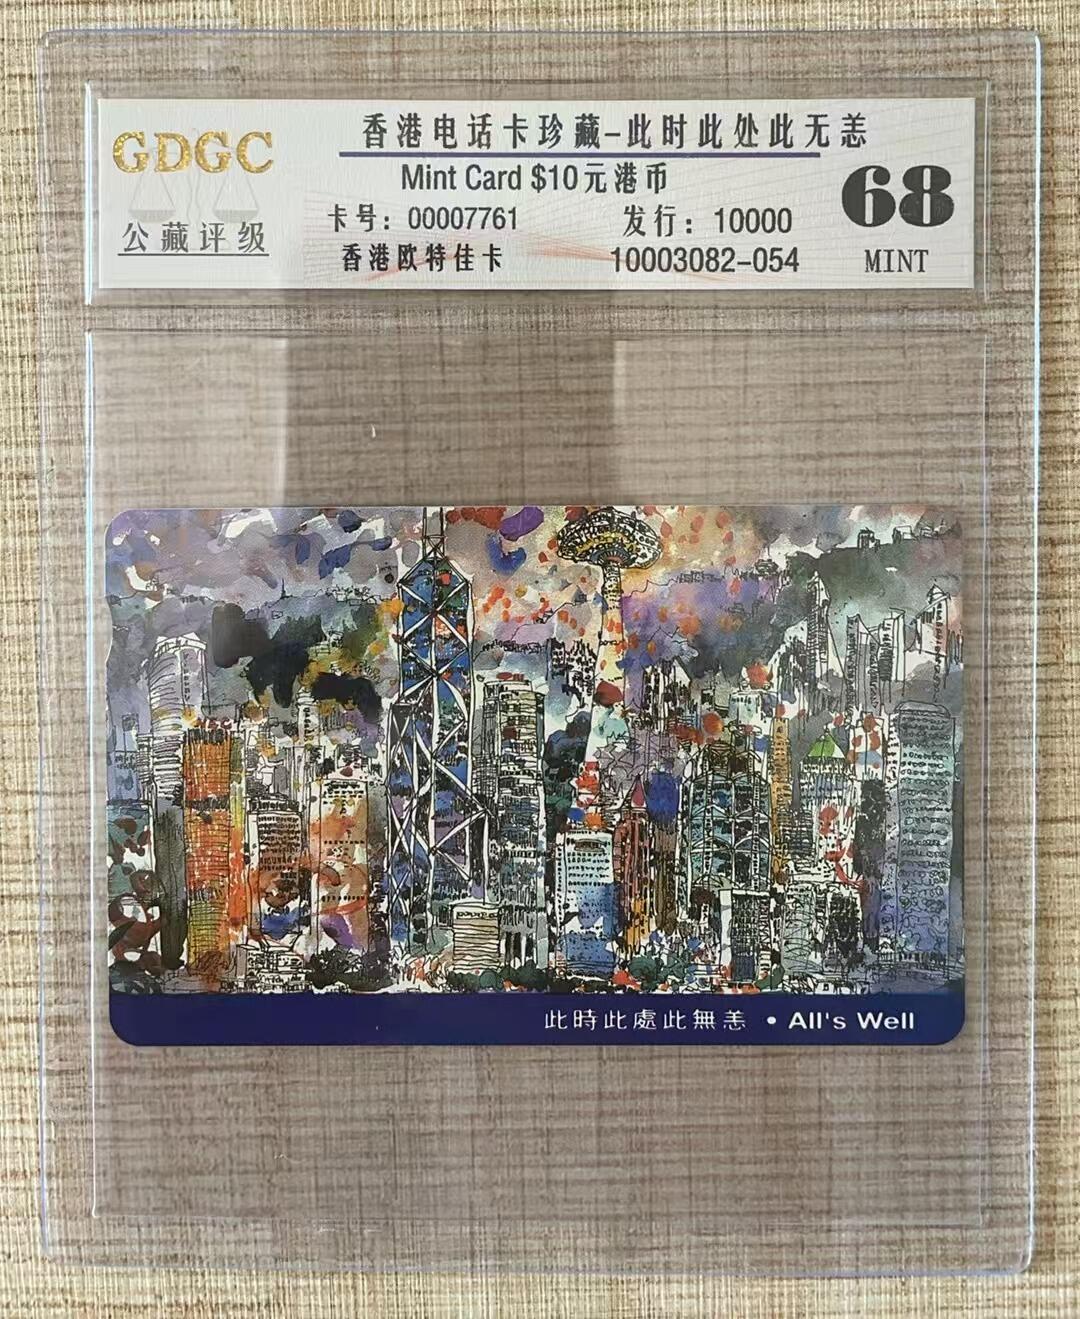 GDGC
公藏评级
香港电话卡珍藏-此时此处此无恙
Mint Card $10元港币
卡号：00007761 发行：10000
香港欧特佳卡 10003082-054
68
MINT
此時此處此無恙 • All's Well